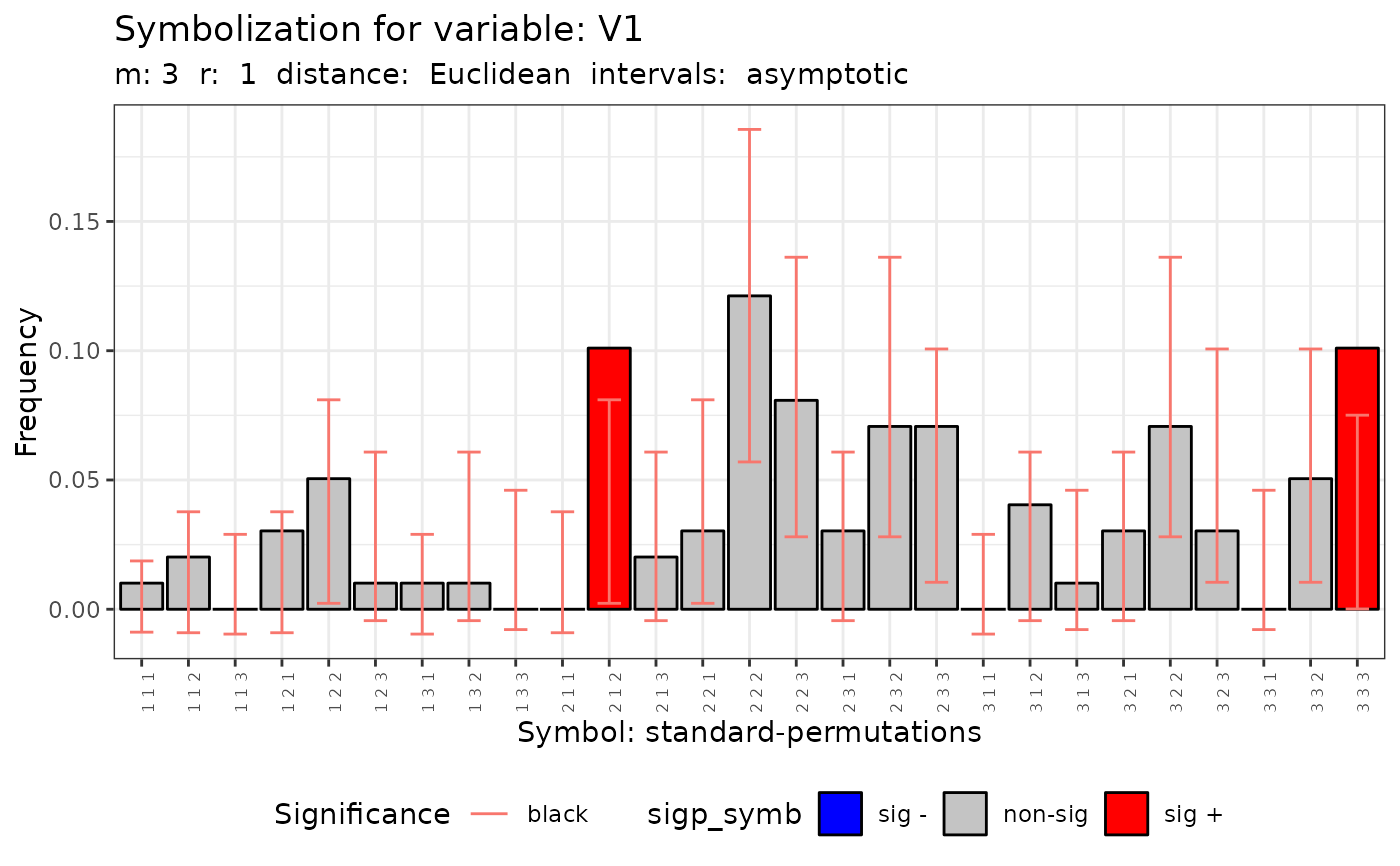 Symbolization for variable: V1
m: 3 r: 1 distance: Euclidean intervals: asymptotic
Frequency
0.15
0.10
0.05
0.00
1 1 1
1 1 2
1 1 3
1 2 1
1 2 2
1 2 3
1 3 1
1 3 2
1 3 3
2 1 1
2 1 2
2 1 3
2 2 1
2 2 2
2 2 3
2 3 1
2 3 2
2 3 3
3 1 1
3 1 2
3 1 3
3 2 1
3 2 2
3 2 3
3 3 1
3 3 2
3 3 3
Symbol: standard-permutations
Significance black sigp_symb sig - non-sig sig +